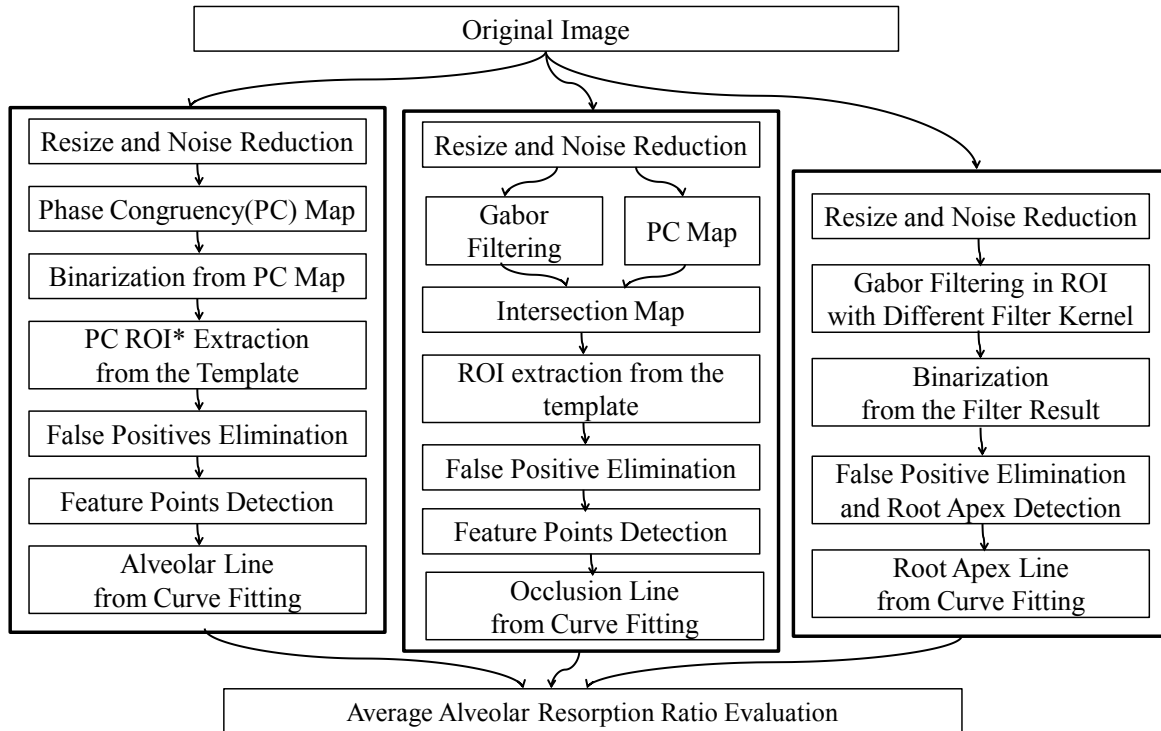 Original Image
Resize and Noise Reduction
Phase Congruency(PC) Map
Binarization from PC Map
PC ROI* Extraction
from the Template
False Positives Elimination
Feature Points Detection
Alveolar Line
from Curve Fitting
Resize and Noise Reduction
Gabor
Filtering
PC Map
Intersection Map
ROI extraction from the
template
False Positive Elimination
Feature Points Detection
Occlusion Line
from Curve Fitting
Resize and Noise Reduction
Gabor Filtering in ROI
with Different Filter Kernel
Binarization
from the Filter Result
False Positive Elimination
and Root Apex Detection
Root Apex Line
from Curve Fitting
Average Alveolar Resorption Ratio Evaluation